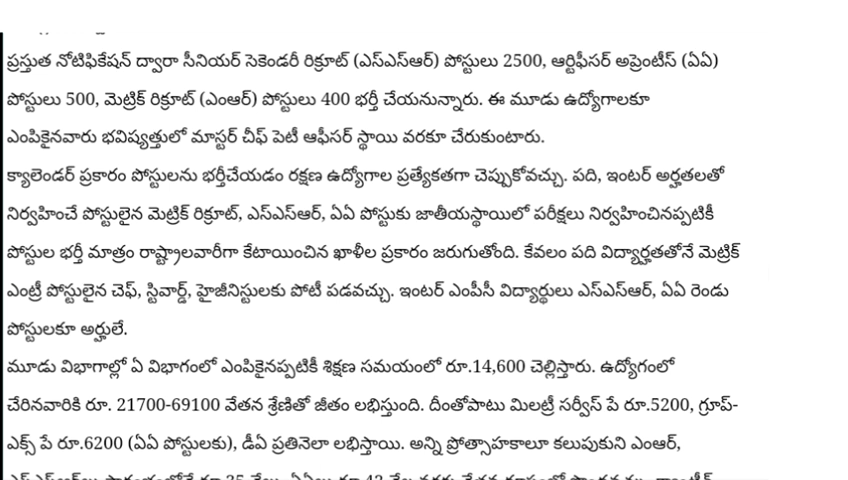 ప్రస్తుత నోటిఫికేషన్ ద్వారా సీనియర్ సెకెండరీ రిక్రూట్ (ఎస్ఎస్ఆర్) పోస్టులు 2500, ఆర్టిఫీసర్ అప్రెంటీస్ (ఏఏ)
పోస్టులు 500, మెట్రిక్ రిక్రూట్ (ఎంఆర్) పోస్టులు 400 భర్తీ చేయనున్నారు. ఈ మూడు ఉద్యోగాలకూ
ఎంపికైనవారు భవిష్యత్తులో మాస్టర్ చీఫ్ పెటీ ఆఫీసర్ స్థాయి వరకూ చేరుకుంటారు.
క్యాలెండర్ ప్రకారం పోస్టులను భర్తీచేయడం రక్షణ ఉద్యోగాల ప్రత్యేకతగా చెప్పుకోవచ్చు. పది, ఇంటర్ అర్హతలతో
నిర్వహించే పోస్టులైన మెట్రిక్ రిక్రూట్, ఎస్ఎస్ఆర్, ఏఏ పోస్టుకు జాతీయస్థాయిలో పరీక్షలు నిర్వహించినప్పటికీ
పోస్టుల భర్తీ మాత్రం రాష్ట్రాలవారీగా కేటాయించిన ఖాళీల ప్రకారం జరుగుతోంది. కేవలం పది విద్యార్హతతోనే మెట్రిక్
ఎంట్రీ పోస్టులైన చెఫ్, స్టివార్డ్, హైజీనిస్టులకు పోటీ పడవచ్చు. ఇంటర్ ఎంపీసీ విద్యార్థులు ఎస్ఎస్ఆర్, ఏఏ రెండు
పోస్టులకూ అర్హులే.
మూడు విభాగాల్లో ఏ విభాగంలో ఎంపికైనప్పటికీ శిక్షణ సమయంలో రూ.14,600 చెల్లిస్తారు. ఉద్యోగంలో
చేరినవారికి రూ. 21700-69100 వేతన శ్రేణితో జీతం లభిస్తుంది. దీంతోపాటు మిలట్రీ సర్వీస్ పే రూ.5200, గ్రూప్-
ఎక్స్ పే రూ.6200 (ఏఏ పోస్టులకు), డీఏ ప్రతినెలా లభిస్తాయి. అన్ని ప్రోత్సాహకాలూ కలుపుకుని ఎంఆర్,